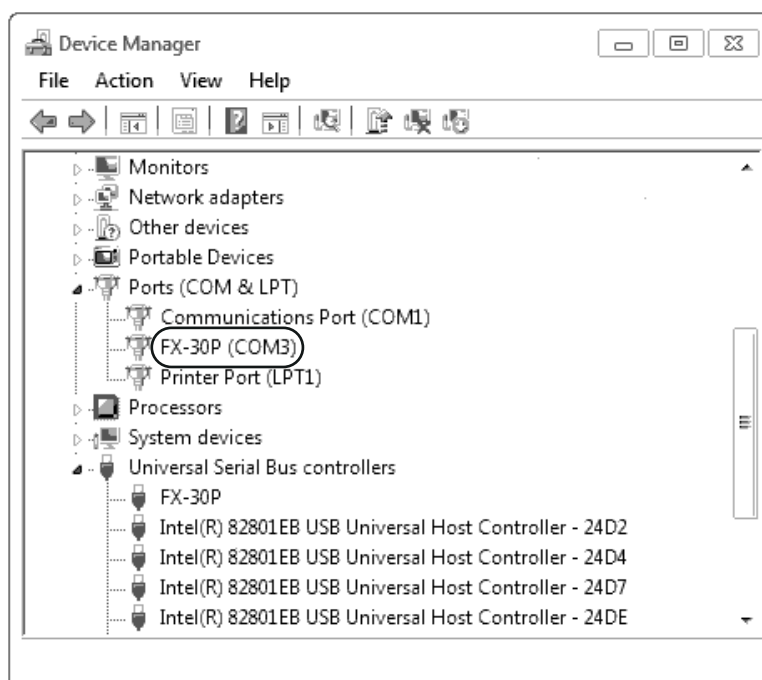 Device Manager
File Action View Help
Monitors
Network adapters
Other devices
Portable Devices
Ports (COM & LPT)
Communications Port (COM1)
FX-30P (COM3)
Printer Port (LPT1)
Processors
System devices
Universal Serial Bus controllers
FX-30P
Intel(R) 82801EB USB Universal Host Controller - 24D2
Intel(R) 82801EB USB Universal Host Controller - 24D4
Intel(R) 82801EB USB Universal Host Controller - 24D7
Intel(R) 82801EB USB Universal Host Controller - 24DE